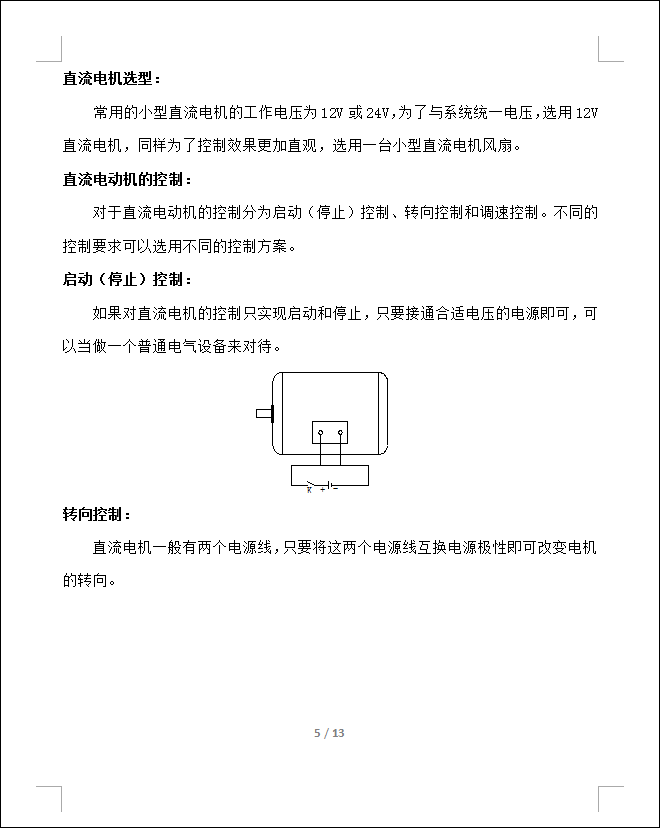 直流电机选型：
常用的小型直流电机的工作电压为12V或24V,为了与系统统一电压,选用12V
直流电机，同样为了控制效果更加直观，选用一台小型直流电机风扇。
直流电动机的控制：
对于直流电动机的控制分为启动（停止）控制、转向控制和调速控制。不同的
控制要求可以选用不同的控制方案。
启动（停止）控制：
如果对直流电机的控制只实现启动和停止，只要接通合适电压的电源即可，可
以当做一个普通电气设备来对待。
K + −
转向控制：
直流电机一般有两个电源线,只要将这两个电源线互换电源极性即可改变电机
的转向。
5 / 13